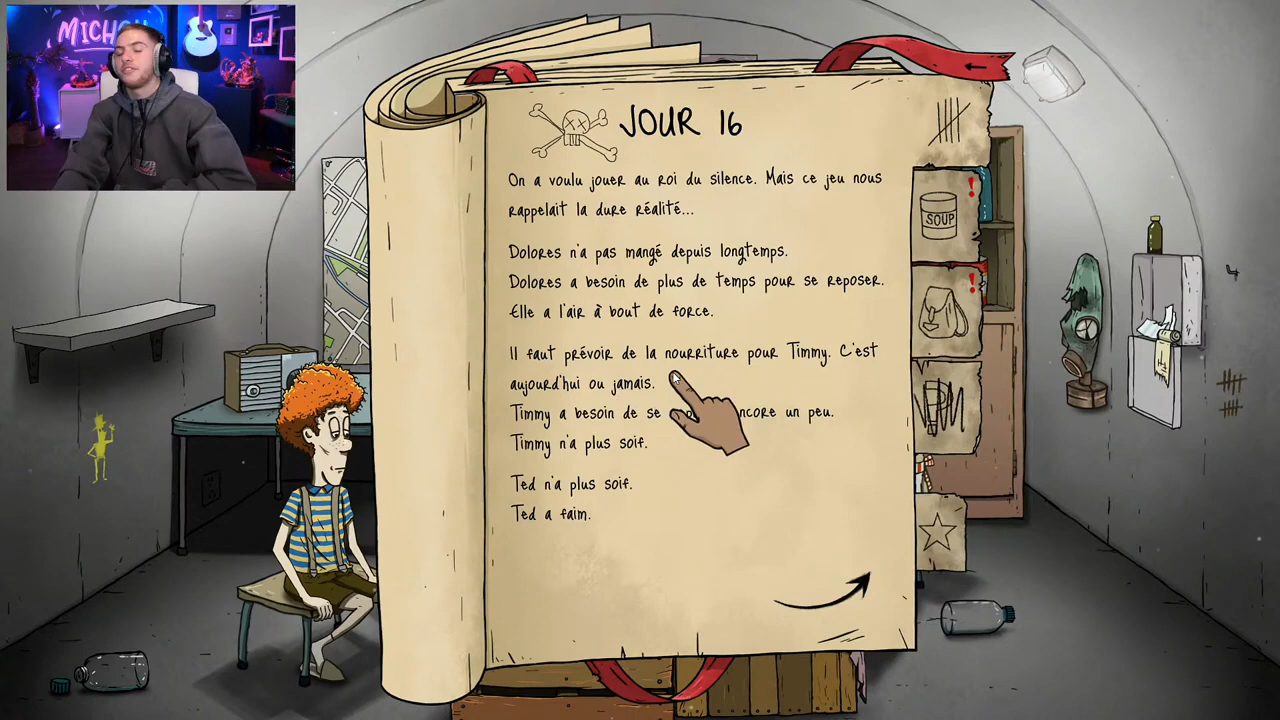 MICHOU
JOUR 16
On a voulu jouer au roi du silence. Mais ce jeu nous
rappelait la dure réalité...
Dolores n'a pas mangé depuis longtemps.
Dolores a besoin de plus de temps pour se reposer.
Elle a l'air à bout de force.
Il faut prévoir de la nourriture pour Timmy. C'est
aujourd'hui ou jamais.
Timmy a besoin de se encore un peu.
Timmy n'a plus soif.
Ted n'a plus soif.
Ted a faim.
SOUP